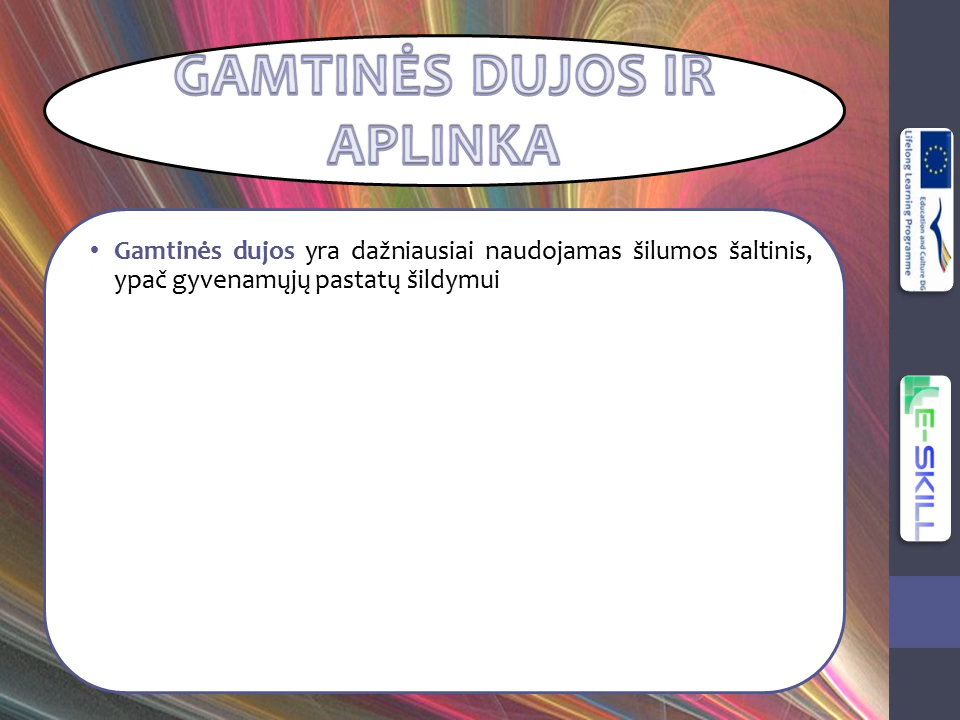 GAMTINĖS DUJOS IR
APLINKA
• Gamtinės dujos yra dažniausiai naudojamas šilumos šaltinis,
ypač gyvenamųjų pastatų šildymui
Lifelong Learning Programme
Education and Culture DG
E-SKILL